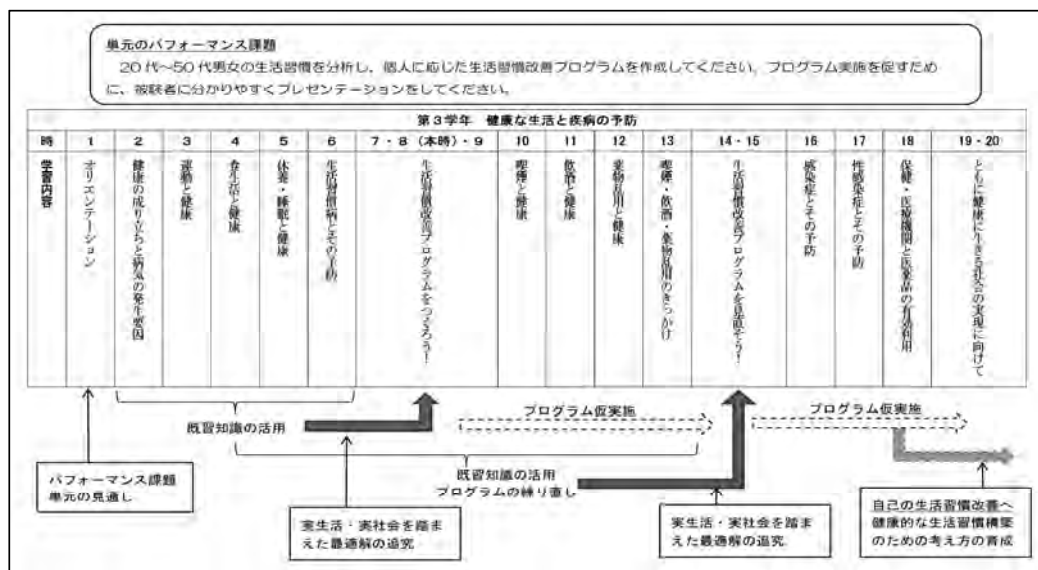 単元のパフォーマンス課題
20代～50代男女の生活習慣を分析し、個人に応じた生活習慣改善プログラムを作成してください。プログラム実施を促すため
に、被験者に分かりやすくプレゼンテーションをしてください。
第3学年 健康な生活と疾病の予防
時 1 2 3 4 5 6 7・8（本時）・9 10 11 12 13 14・15 16 17 18 19・20
学習内容
オリエンテーション
健康の成り立ちと病気の発生要因
運動と健康
食生活と健康
休養・睡眠と健康
生活習慣病とその予防
生活習慣改善プログラムをつくろう！
喫煙と健康
飲酒と健康
薬物乱用と健康
喫煙・飲酒・薬物乱用のきっかけ
生活習慣改善プログラムを見直そう！
感染症とその予防
性感染症とその予防
保健・医療機関と医薬品の有効利用
ともに健康に生きる社会の実現に向けて
既習知識の活用
プログラム仮実施
プログラム仮実施
既習知識の活用
プログラムの練り直し
パフォーマンス課題
単元の見通し
実生活・実社会を踏ま
えた最適解の追究
実生活・実社会を踏ま
えた最適解の追究
自己の生活習慣改善へ
健康的な生活習慣構築
のための考え方の育成